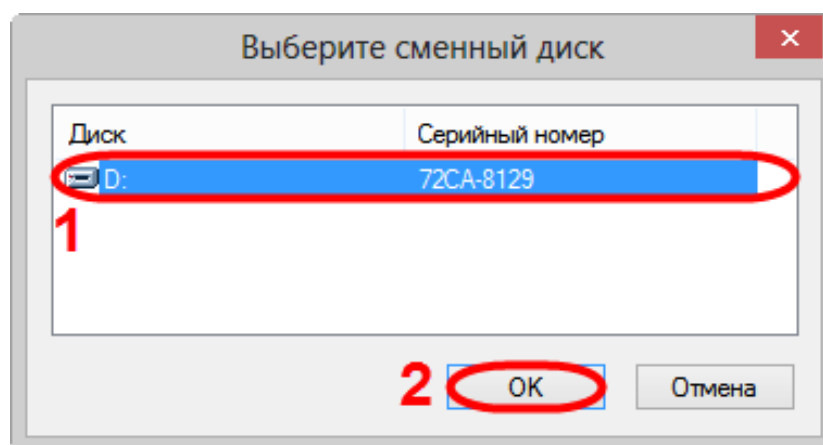 Выберите сменный диск
Диск Серийный номер
D: 72CA-8129
1
2 OK Отмена